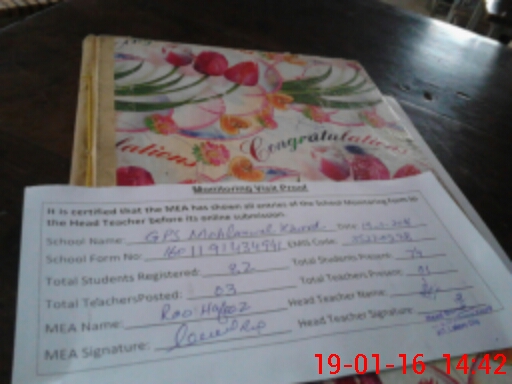 Congratulations
lations
Monitoring Visit Proof
It is certified that the MEA has shown all entries of the School Monitoring Form to
the Head Teacher before its online submission.
School Name: GPS Date: 19-1-2016
School Form No: EMIS Code:
Total Students Registered: 82 Total Students Present: 79
Total Teachers Posted: 03 Total Teachers Present: 01
MEA Name: Rao Hafeez Head Teacher Name:
MEA Signature: Head Teacher Signature:
19-01-16 14:42